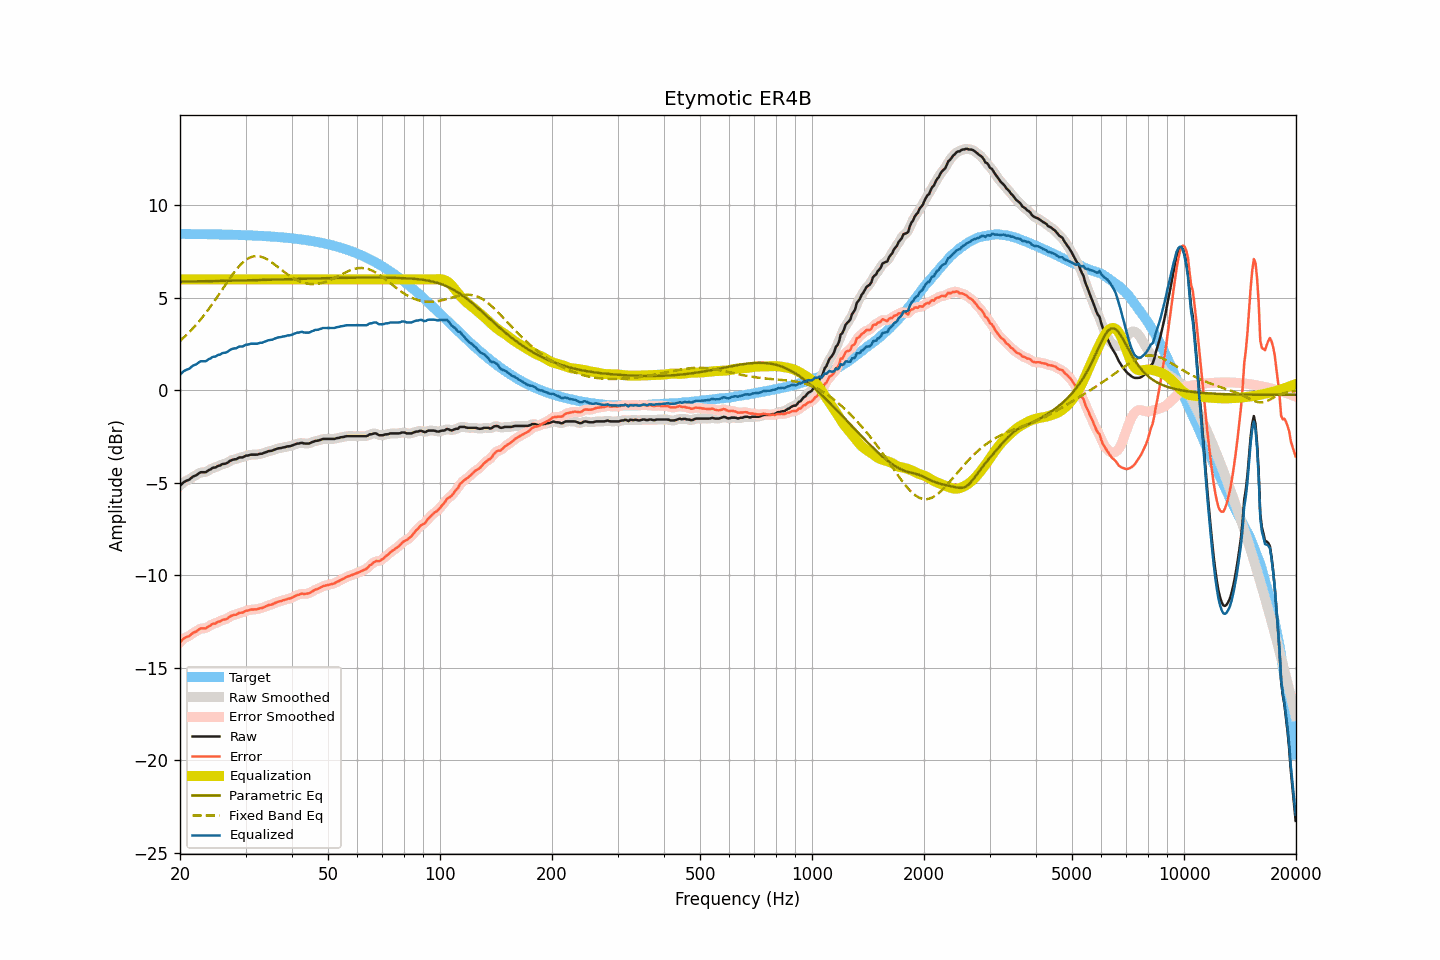 Etymotic ER4B
Amplitude (dBr)
10
5
0
−5
−10
−15
−20
−25
Target
Raw Smoothed
Error Smoothed
Raw
Error
Equalization
Parametric Eq
Fixed Band Eq
Equalized
20 50 100 200 500 1000 2000 5000 10000 20000
Frequency (Hz)